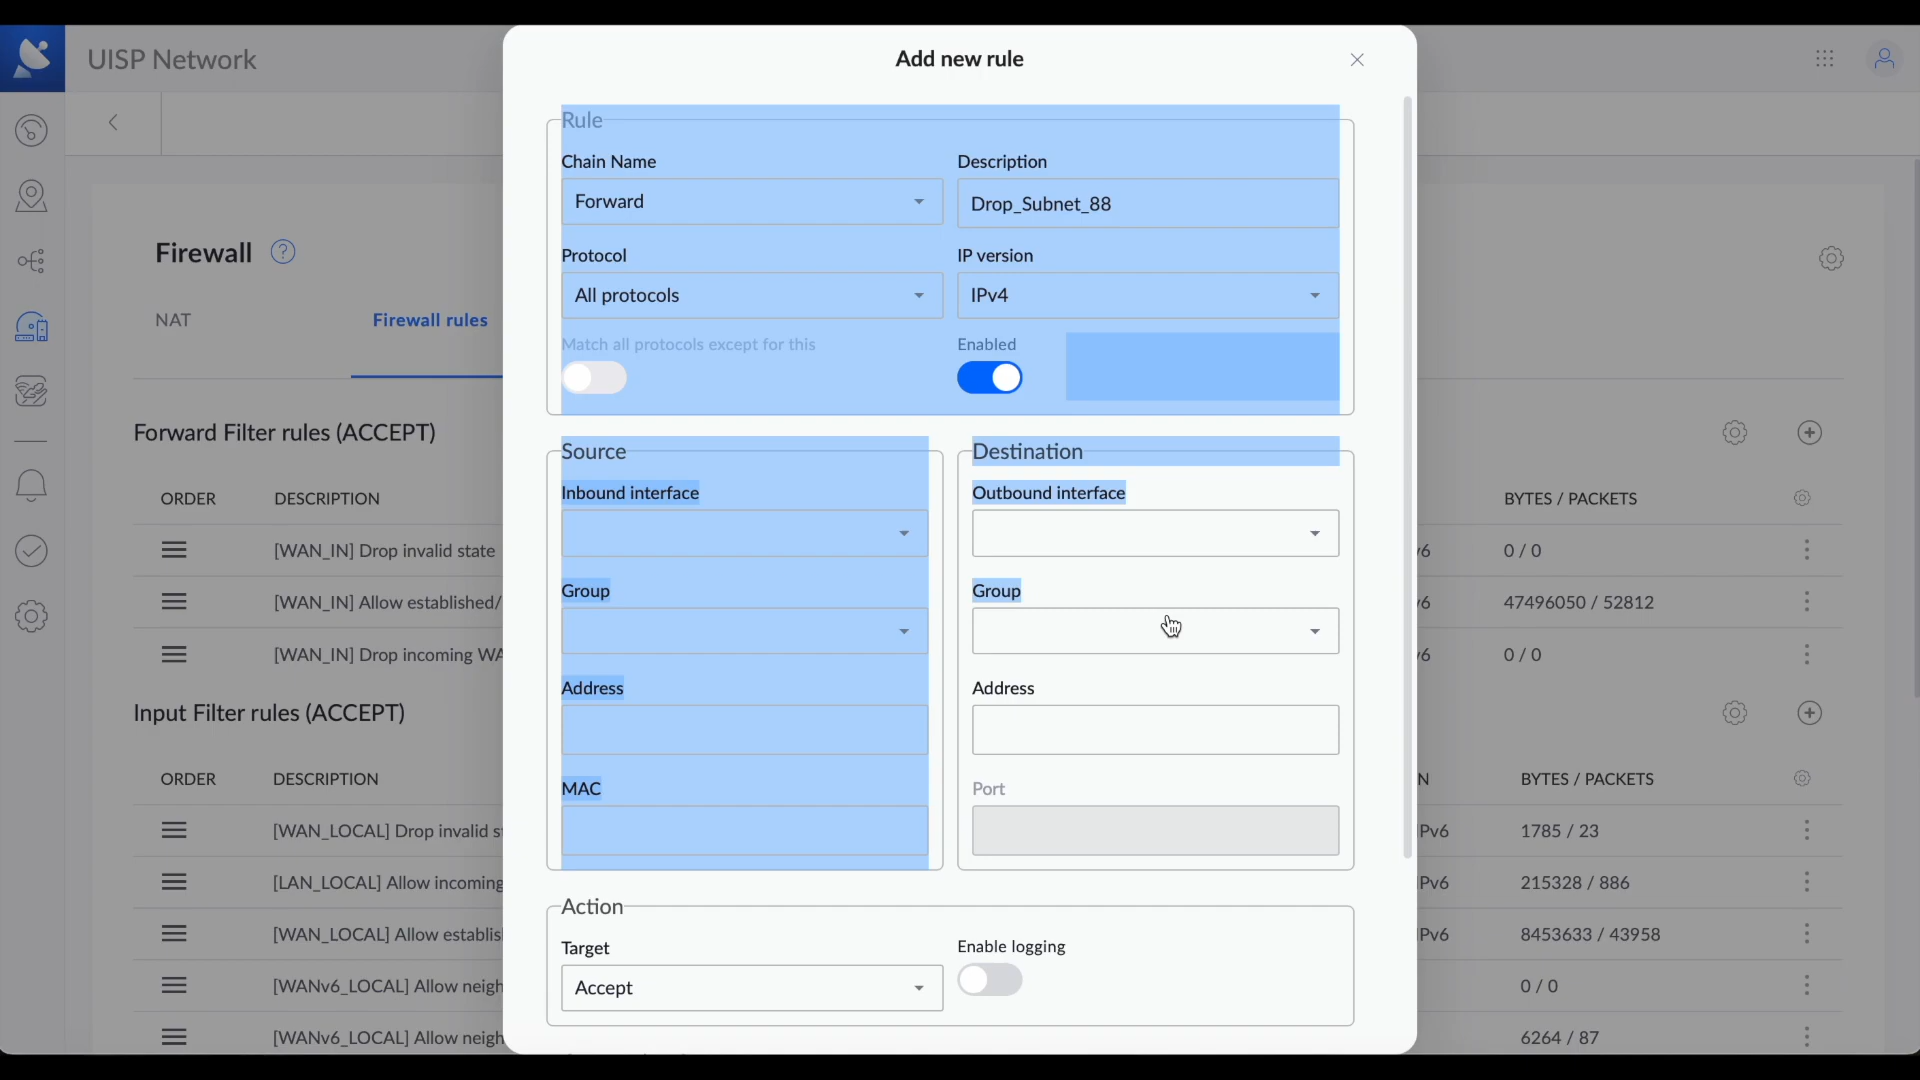 UISP Network
Add new rule
Rule
Chain Name
Description
Forward
Drop_Subnet_88
Protocol
IP version
All protocols
IPv4
Match all protocols except for this
Enabled
Firewall
?
NAT
Firewall rules
Forward Filter rules (ACCEPT)
Source
Destination
Inbound interface
Outbound interface
ORDER
DESCRIPTION
BYTES / PACKETS
[WAN_IN] Drop invalid state
v6
0 / 0
Group
Group
[WAN_IN] Allow established/
v6
47496050 / 52812
[WAN_IN] Drop incoming WA
v6
0 / 0
Address
Address
Input Filter rules (ACCEPT)
ORDER
DESCRIPTION
N
BYTES / PACKETS
MAC
Port
[WAN_LOCAL] Drop invalid s
IPv6
1785 / 23
[LAN_LOCAL] Allow incoming
IPv6
215328 / 886
Action
[WAN_LOCAL] Allow establis
IPv6
8453633 / 43958
Target
Enable logging
Accept
[WANv6_LOCAL] Allow neigh
0 / 0
[WANv6_LOCAL] Allow neigh
6264 / 87